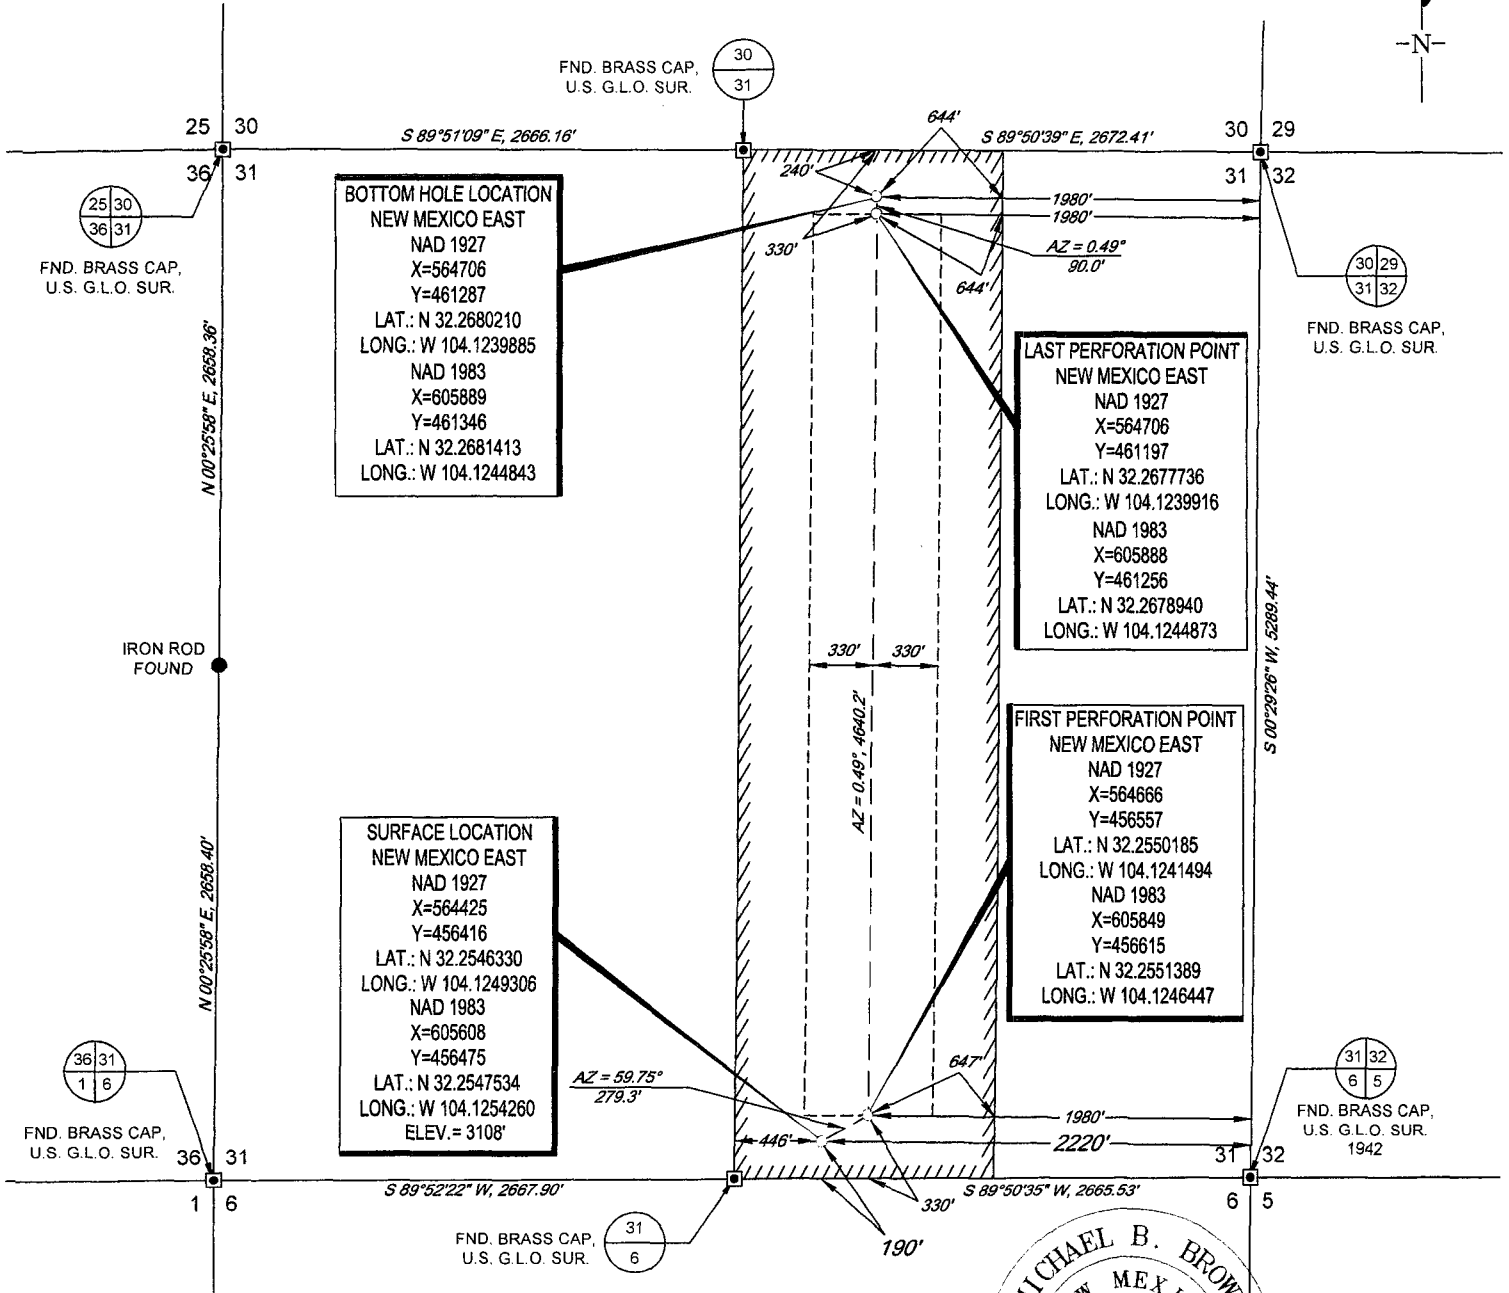 -N-
30
31
FND. BRASS CAP,
U.S. G.L.O. SUR.
25 30
36 31
S 89°51'09" E, 2666.16'
644'
S 89°50'39" E, 2672.41'
30 29
31 32
25 30
36 31
FND. BRASS CAP,
U.S. G.L.O. SUR.
240'
1980'
1980'
330'
AZ = 0.49°
90.0'
644'
30 29
31 32
FND. BRASS CAP,
U.S. G.L.O. SUR.
BOTTOM HOLE LOCATION
NEW MEXICO EAST
NAD 1927
X=564706
Y=461287
LAT.: N 32.2680210
LONG.: W 104.1239885
NAD 1983
X=605889
Y=461346
LAT.: N 32.2681413
LONG.: W 104.1244843
N 00°25'58" E, 2658.36'
LAST PERFORATION POINT
NEW MEXICO EAST
NAD 1927
X=564706
Y=461197
LAT.: N 32.2677736
LONG.: W 104.1239916
NAD 1983
X=605888
Y=461256
LAT.: N 32.2678940
LONG.: W 104.1244873
IRON ROD
FOUND
330'
330'
AZ = 0.49°, 4640.2'
S 00°29'26" W, 5289.44'
FIRST PERFORATION POINT
NEW MEXICO EAST
NAD 1927
X=564666
Y=456557
LAT.: N 32.2550185
LONG.: W 104.1241494
NAD 1983
X=605849
Y=456615
LAT.: N 32.2551389
LONG.: W 104.1246447
N 00°25'58" E, 2658.40'
SURFACE LOCATION
NEW MEXICO EAST
NAD 1927
X=564425
Y=456416
LAT.: N 32.2546330
LONG.: W 104.1249306
NAD 1983
X=605608
Y=456475
LAT.: N 32.2547534
LONG.: W 104.1254260
ELEV.= 3108'
AZ = 59.75°
279.3'
647'
36 31
1 6
FND. BRASS CAP,
U.S. G.L.O. SUR.
31 32
6 5
FND. BRASS CAP,
U.S. G.L.O. SUR.
1942
1980'
446'
2220'
36 31
1 6
31 32
6 5
S 89°52'22" W, 2667.90'
330'
S 89°50'35" W, 2665.53'
190'
FND. BRASS CAP,
U.S. G.L.O. SUR.
31
6
MICHAEL B. BROW
W MEX